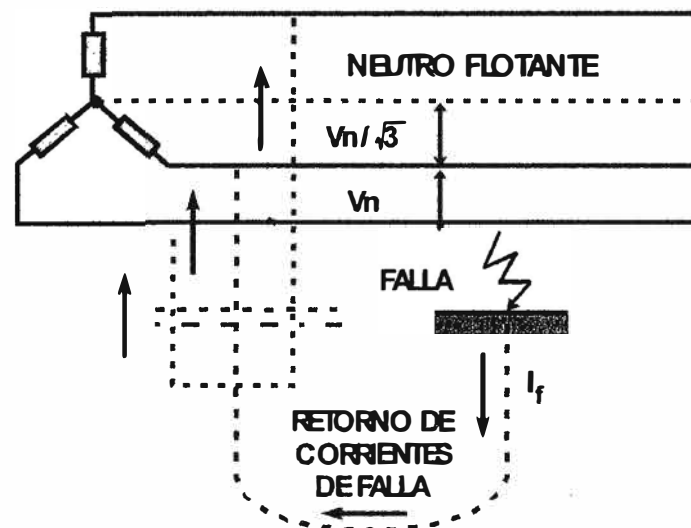 NEUTRO FLOTANTE
Vn/√3
Vn
FALLA
I_f
RETORNO DE
CORRIENTES
DE FALLA